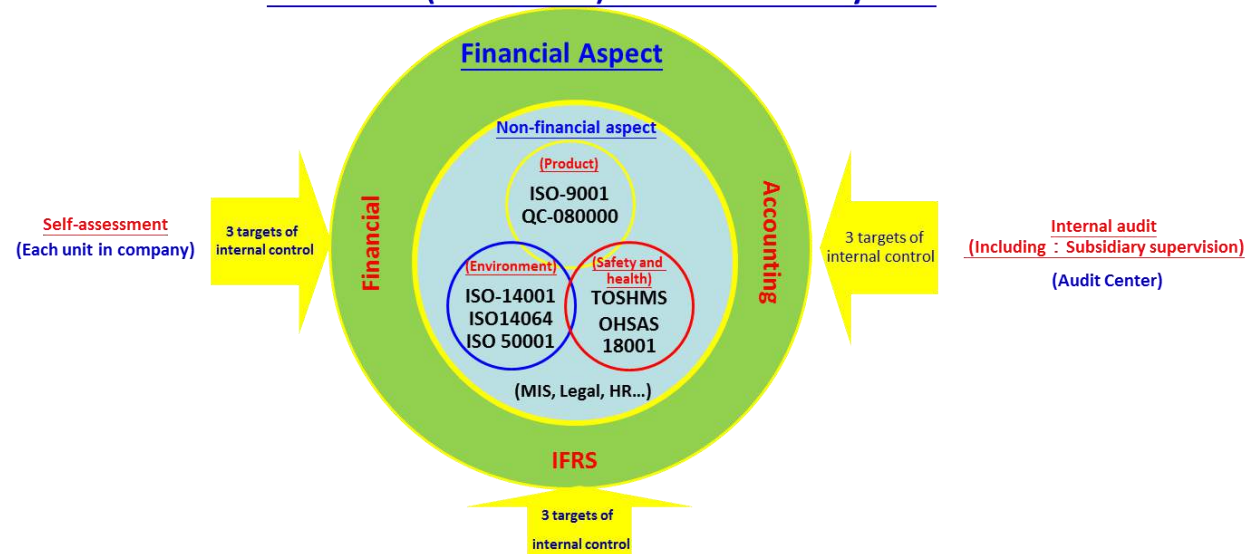 Financial Aspect
Non-financial aspect
(Product)
ISO-9001
QC-080000
Financial
Accounting
Self-assessment
(Each unit in company)
3 targets of
internal control
3 targets of
internal control
Internal audit
(Including：Subsidiary supervision)
(Audit Center)
(Environment)
ISO-14001
ISO14064
ISO 50001
(Safety and
health)
TOSHMS
OHSAS
18001
(MIS, Legal, HR...)
IFRS
3 targets of
internal control